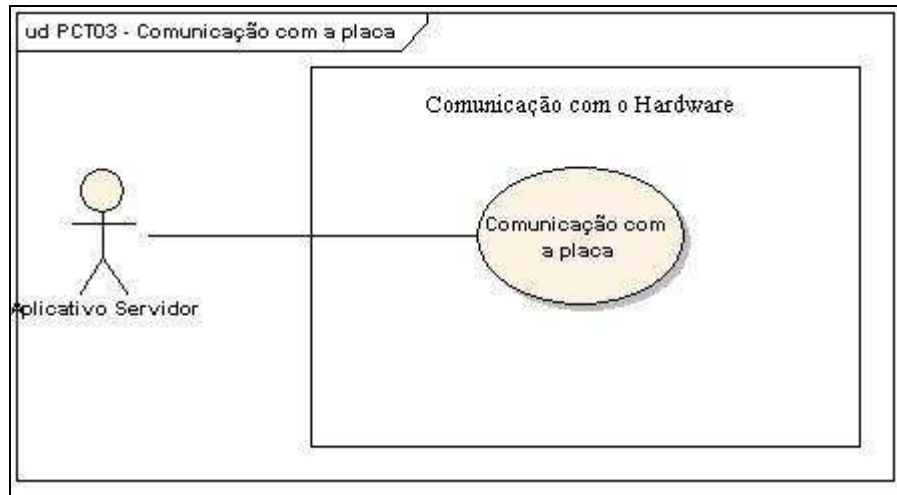 ud PCT03 - Comunicação com a placa
Comunicação com o Hardware
Comunicação com
a placa
Aplicativo Servidor